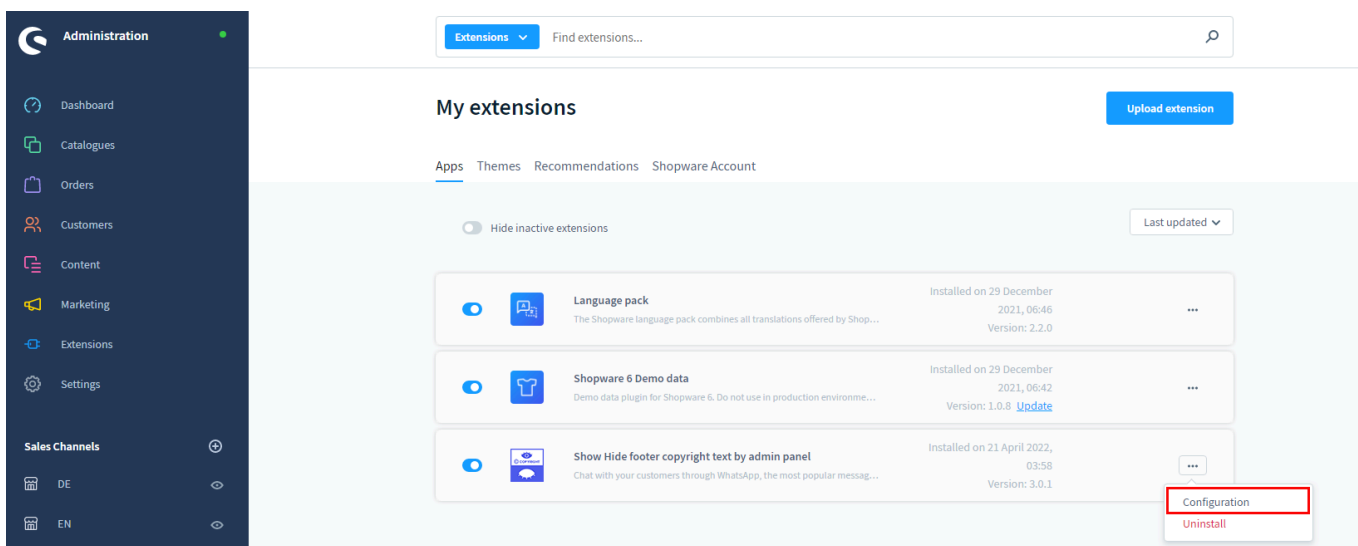 Administration
Dashboard
Catalogues
Orders
Customers
Content
Marketing
Extensions
Settings
Sales Channels
DE
EN
Extensions
Find extensions...
My extensions
Upload extension
Apps Themes Recommendations Shopware Account
Hide inactive extensions
Last updated
Language pack
The Shopware language pack combines all translations offered by Shop...
Installed on 29 December
2021, 06:46
Version: 2.2.0
Shopware 6 Demo data
Demo data plugin for Shopware 6. Do not use in production environme...
Installed on 29 December
2021, 06:42
Version: 1.0.8 Update
COPYRIGHT
Show Hide footer copyright text by admin panel
Chat with your customers through WhatsApp, the most popular messag...
Installed on 21 April 2022,
03:58
Version: 3.0.1
Configuration
Uninstall